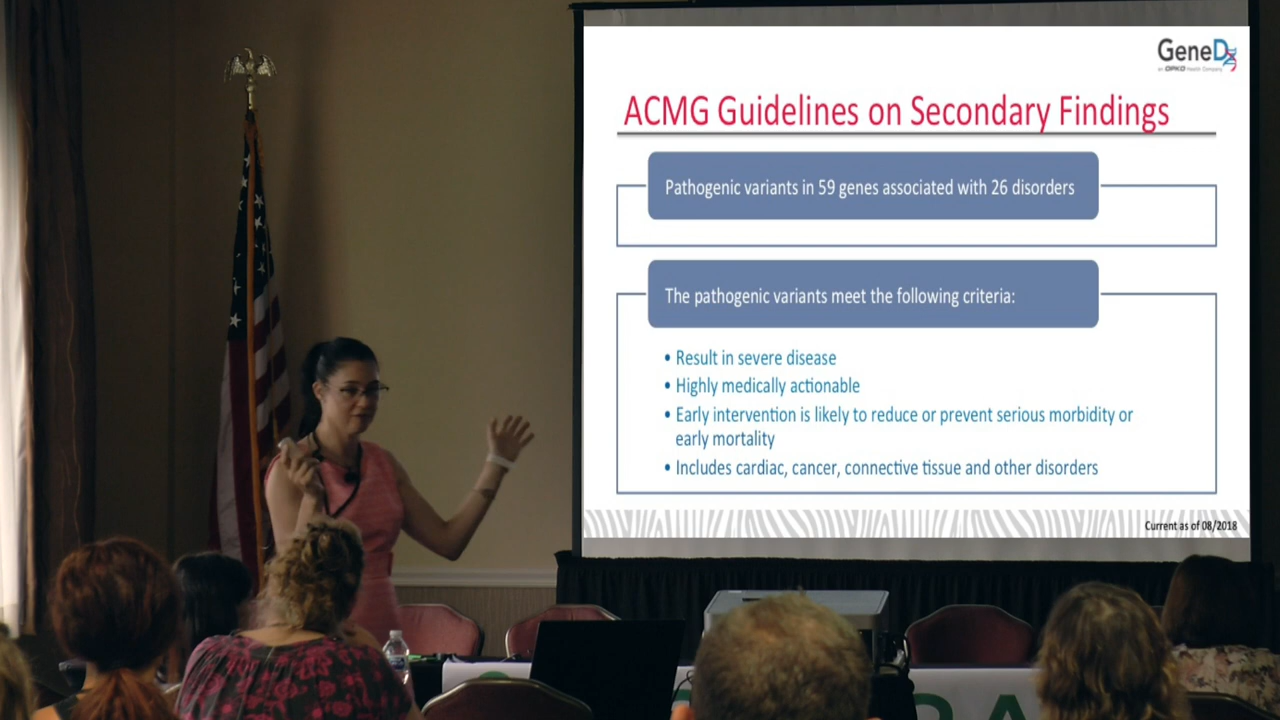 GeneDx
an OPKO Health Company
ACMG Guidelines on Secondary Findings
Pathogenic variants in 59 genes associated with 26 disorders
The pathogenic variants meet the following criteria:
• Result in severe disease
• Highly medically actionable
• Early intervention is likely to reduce or prevent serious morbidity or
early mortality
• Includes cardiac, cancer, connective tissue and other disorders
Current as of 08/2018